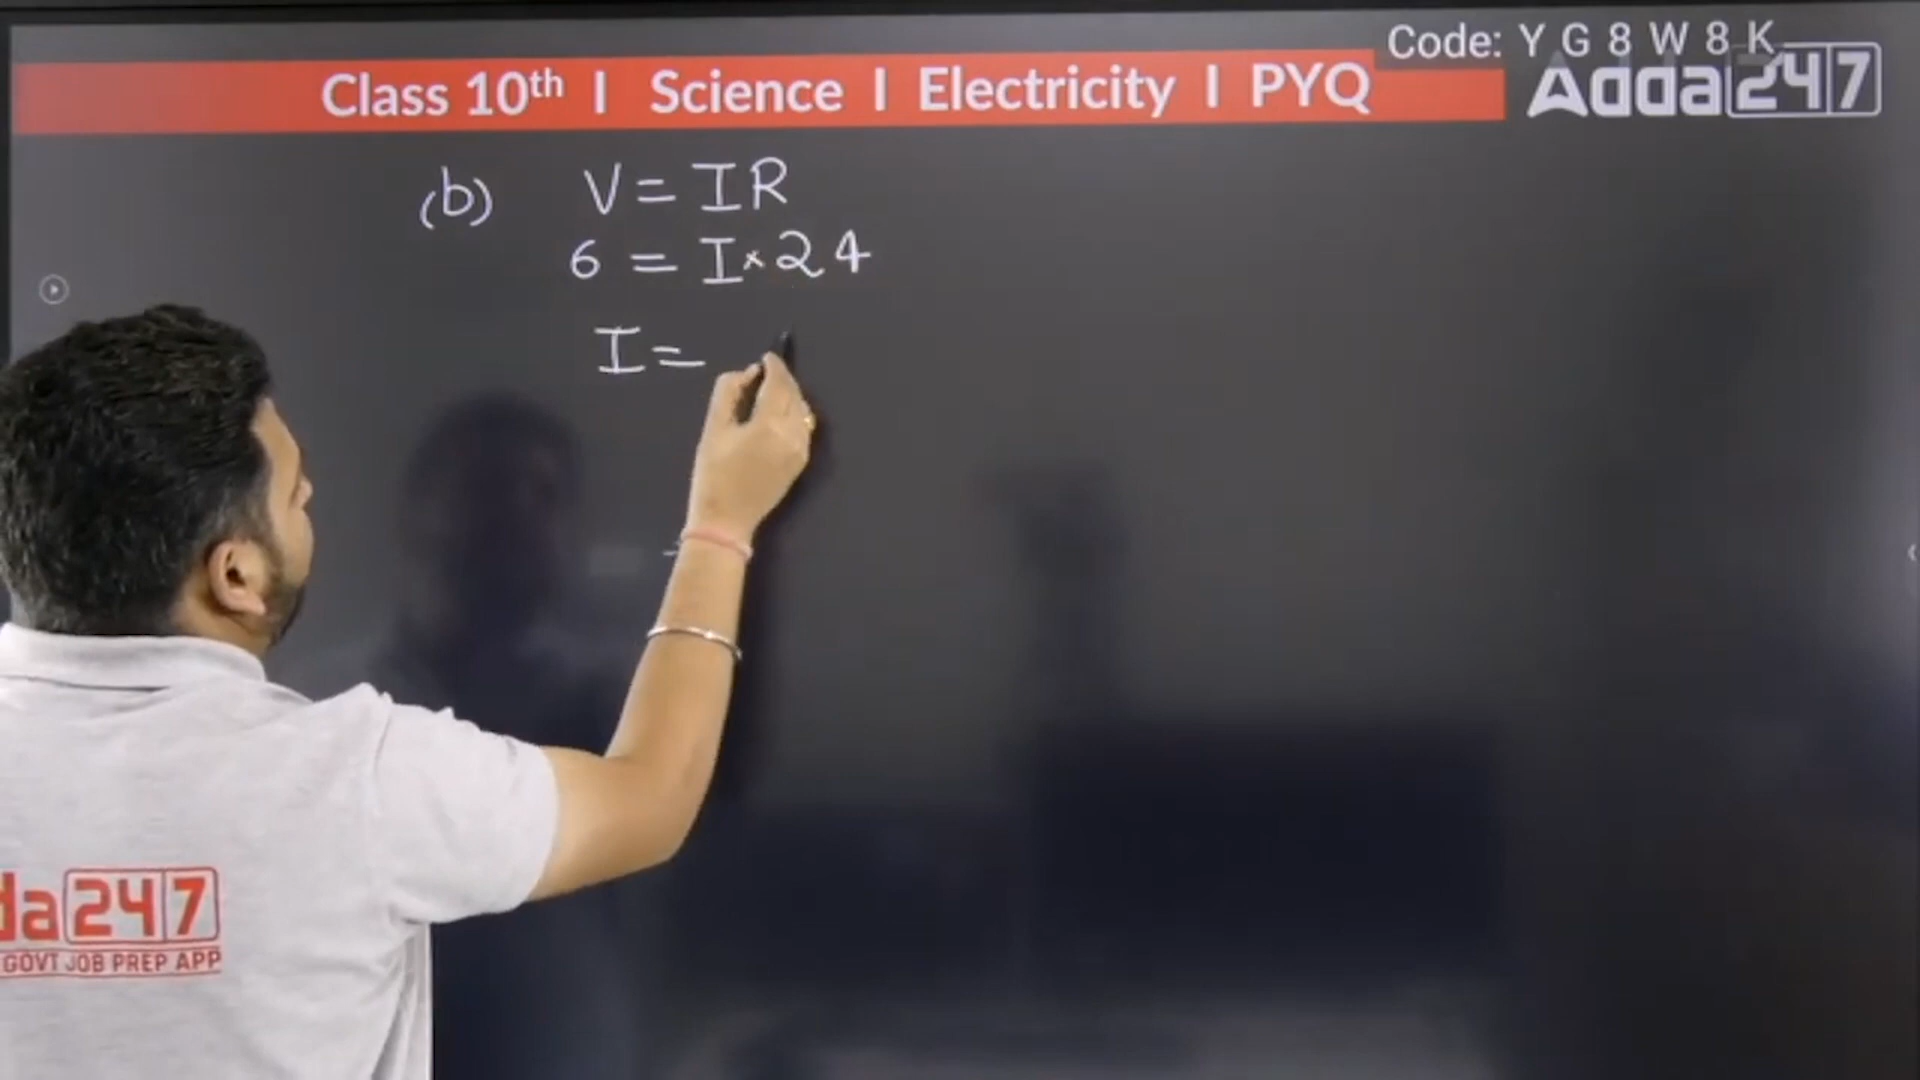 Code: Y G 8 W 8 K
Class 10th I Science I Electricity I PYQ
Adda247
(b) V = IR
6 = I × 24
I =
da247
GOVT JOB PREP APP